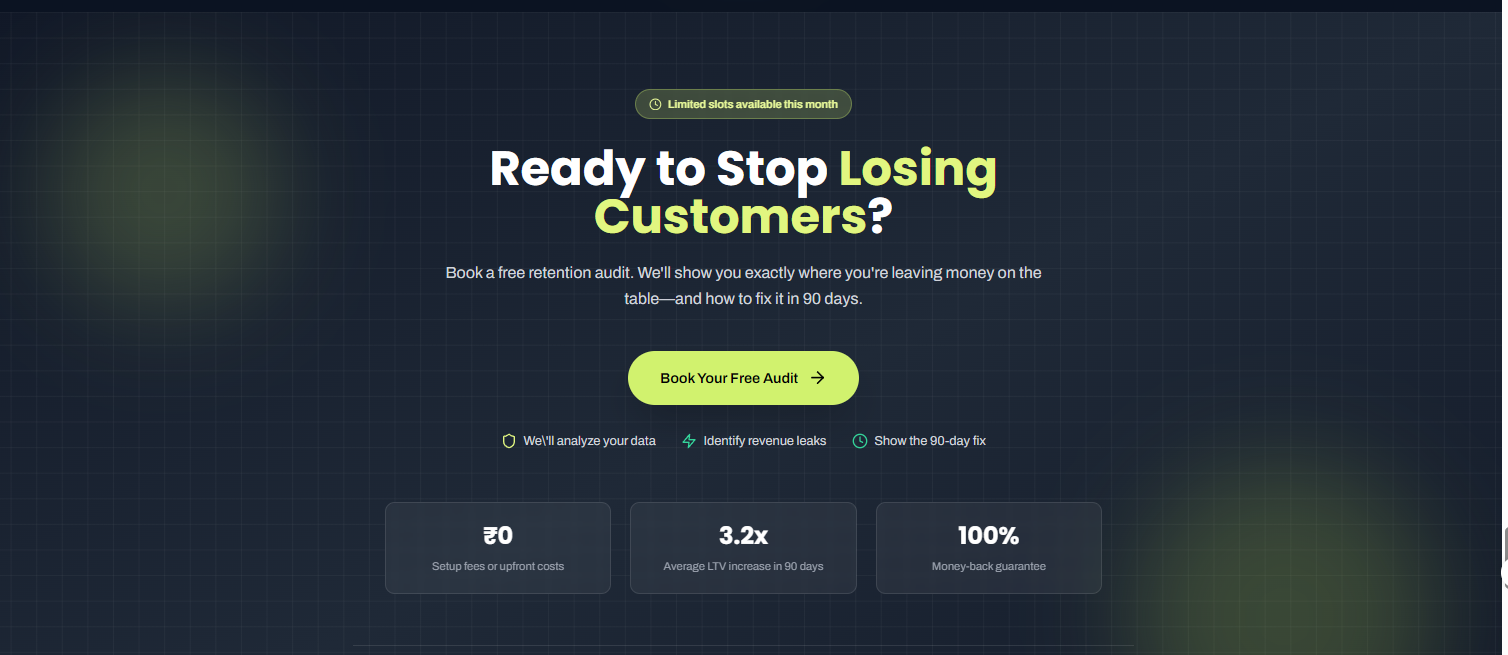 Limited slots available this month
Ready to Stop Losing
Customers?
Book a free retention audit. We'll show you exactly where you're leaving money on the
table—and how to fix it in 90 days.
Book Your Free Audit
We\'ll analyze your data
Identify revenue leaks
Show the 90-day fix
₹0
Setup fees or upfront costs
3.2x
Average LTV increase in 90 days
100%
Money-back guarantee